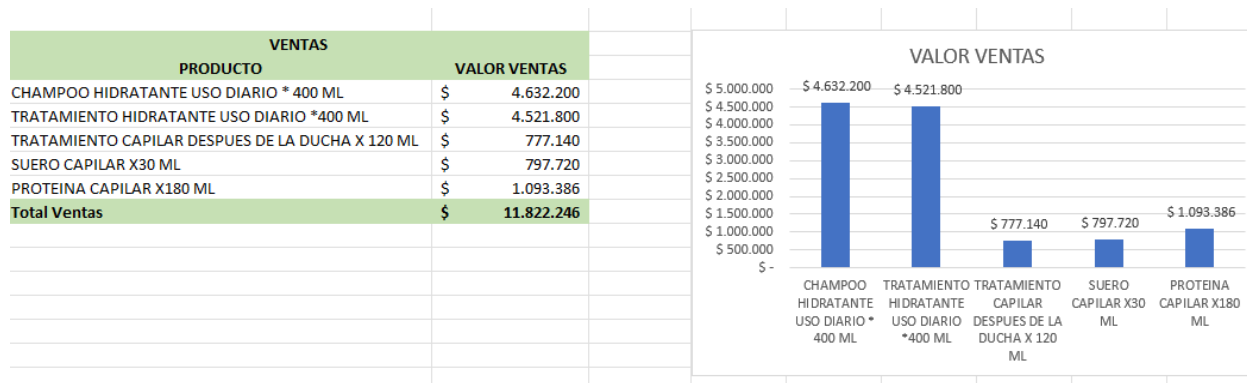 VENTAS
PRODUCTO VALOR VENTAS
CHAMPOO HIDRATANTE USO DIARIO * 400 ML $ 4.632.200
TRATAMIENTO HIDRATANTE USO DIARIO *400 ML $ 4.521.800
TRATAMIENTO CAPILAR DESPUES DE LA DUCHA X 120 ML $ 777.140
SUERO CAPILAR X30 ML $ 797.720
PROTEINA CAPILAR X180 ML $ 1.093.386
Total Ventas $ 11.822.246
VALOR VENTAS
$ 5.000.000
$ 4.500.000
$ 4.000.000
$ 3.500.000
$ 3.000.000
$ 2.500.000
$ 2.000.000
$ 1.500.000
$ 1.000.000
$ 500.000
$ -
$ 4.632.200
$ 4.521.800
$ 777.140
$ 797.720
$ 1.093.386
CHAMPOO
HIDRATANTE
USO DIARIO *
400 ML
TRATAMIENTO
HIDRATANTE
USO DIARIO
*400 ML
TRATAMIENTO
CAPILAR
DESPUES DE LA
DUCHA X 120
ML
SUERO
CAPILAR X30
ML
PROTEINA
CAPILAR X180
ML